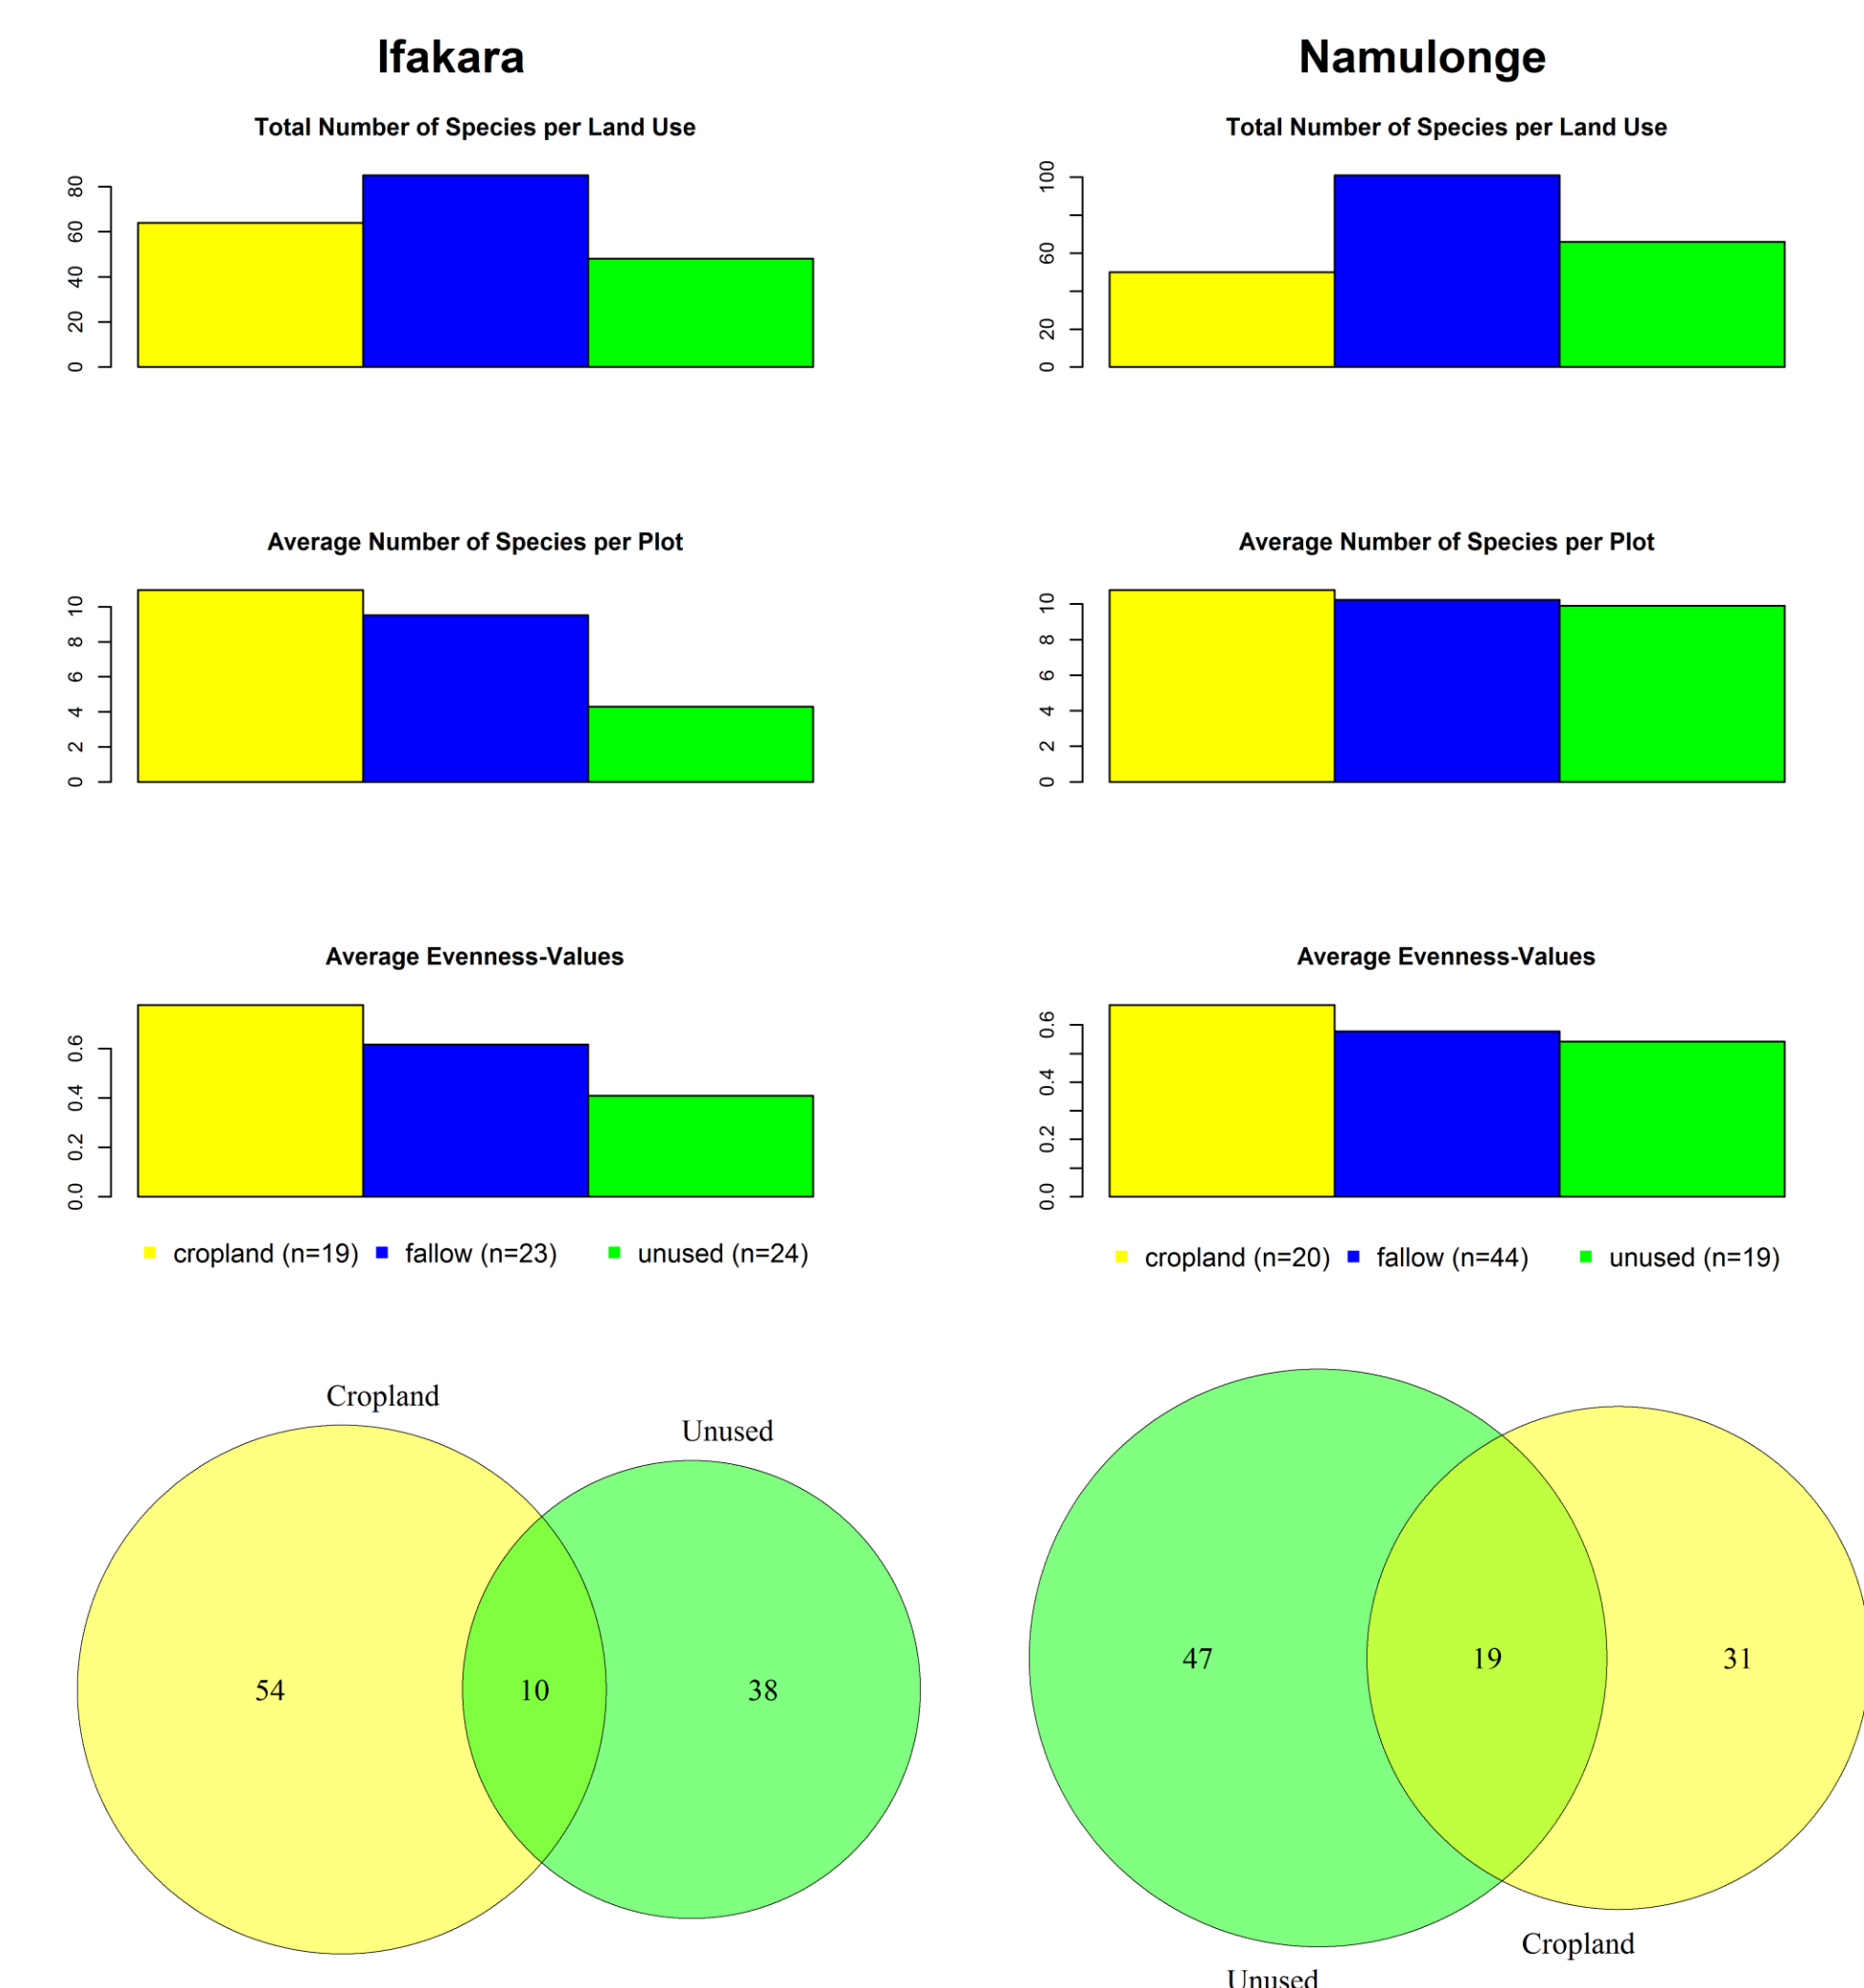 Ifakara
Total Number of Species per Land Use
80
60
40
20
0
Average Number of Species per Plot
10
8
6
4
2
0
Average Evenness-Values
0.6
0.4
0.2
0.0
cropland (n=19) fallow (n=23) unused (n=24)
Cropland
Unused
54 10 38
Namulonge
Total Number of Species per Land Use
100
60
20
0
Average Number of Species per Plot
10
8
6
4
2
0
Average Evenness-Values
0.6
0.4
0.2
0.0
cropland (n=20) fallow (n=44) unused (n=19)
47 19 31
Cropland
Unused